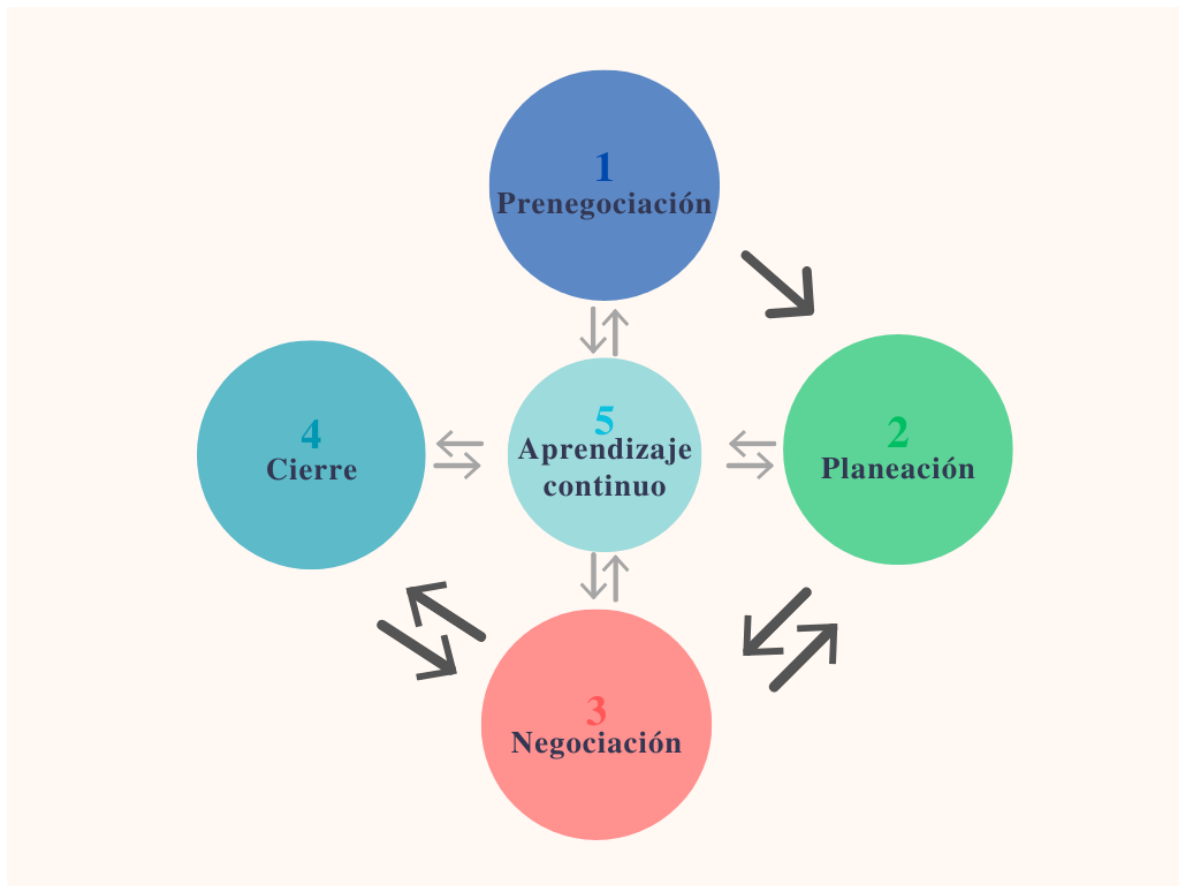 1
Prenegociación
2
Planeación
3
Negociación
4
Cierre
5
Aprendizaje
continuo